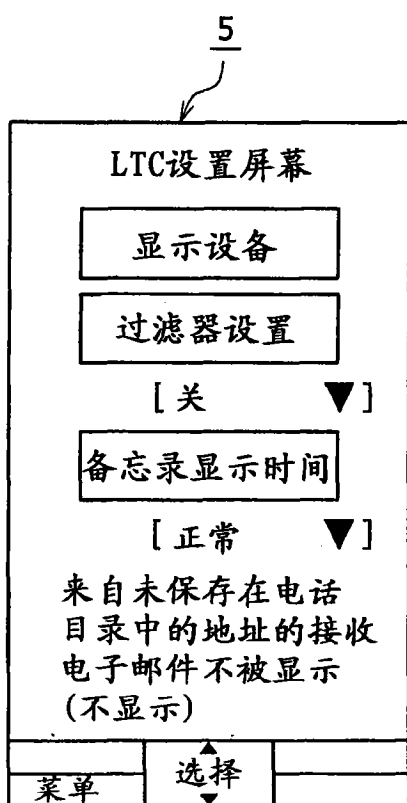 5
LTC设置屏幕
显示设备
过滤器设置
[关 ▼]
备忘录显示时间
[正常 ▼]
来自未保存在电话
目录中的地址的接收
电子邮件不被显示
(不显示)
选择
菜单